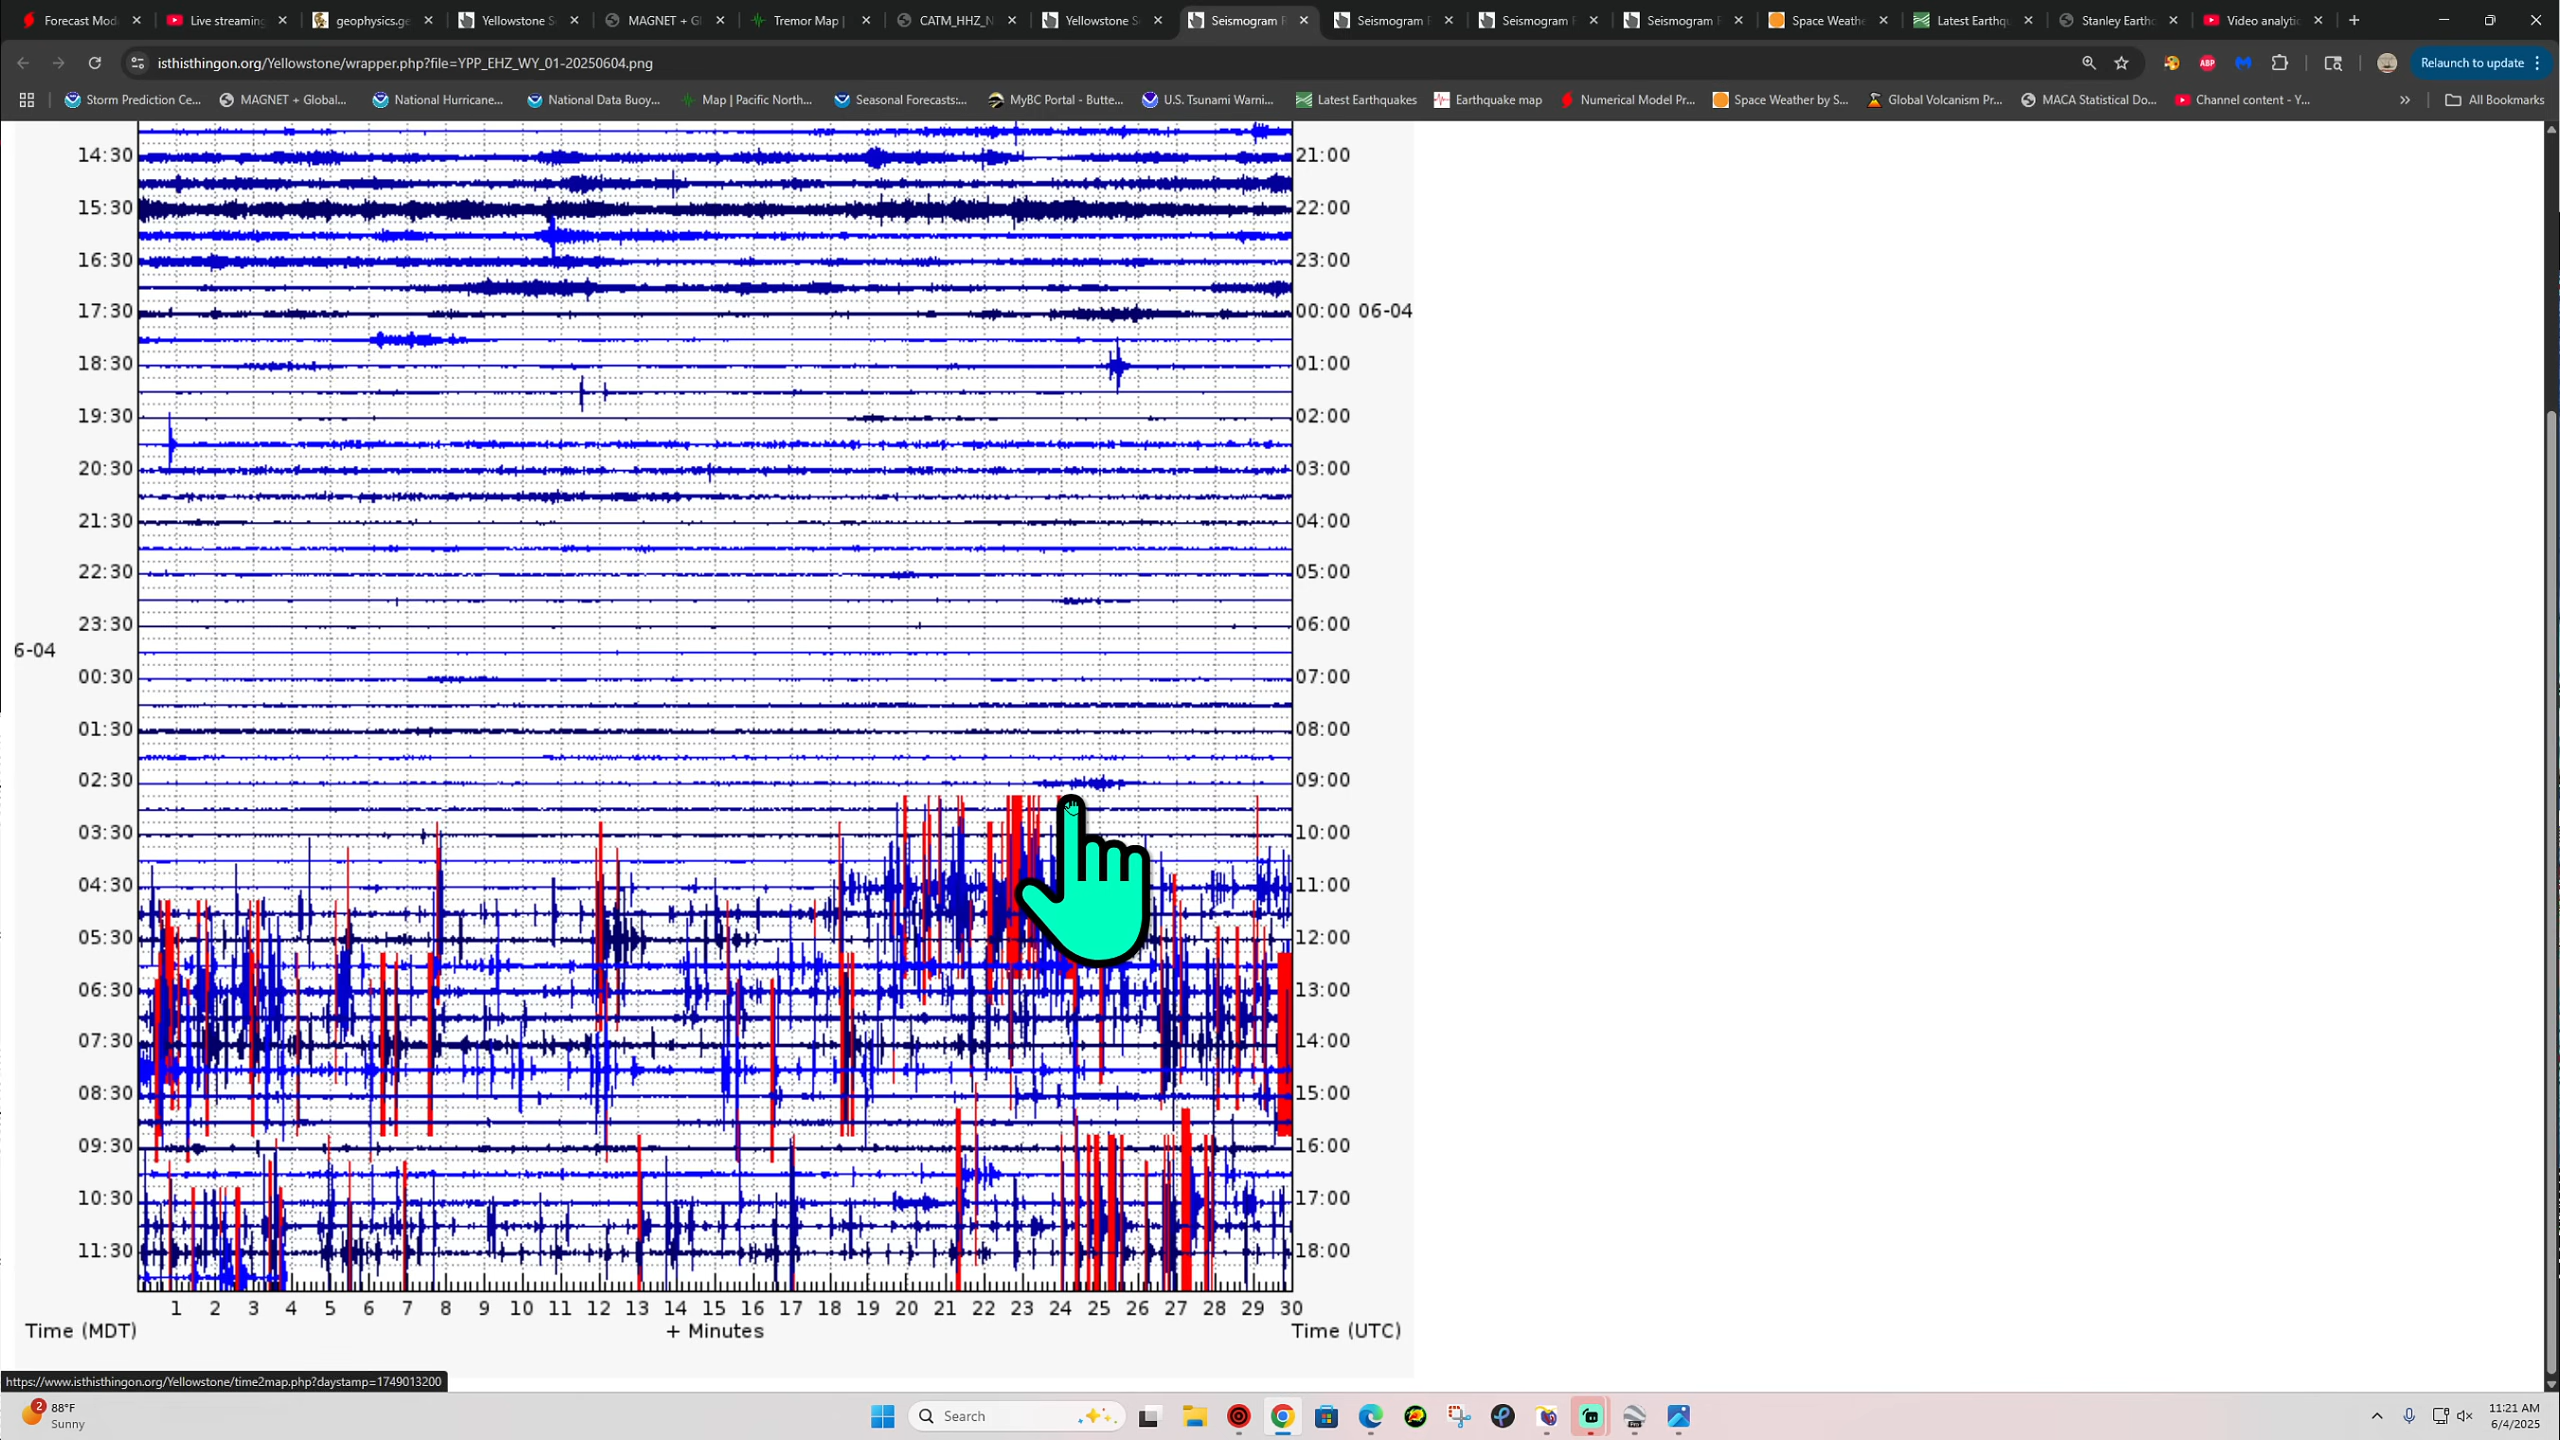 Forecast Mod
Live streaming
geophysics.ge
Yellowstone S
MAGNET + Gl
Tremor Map |
CATM_HHZ_N
Yellowstone S
Seismogram F
Seismogram F
Seismogram F
Seismogram F
Space Weathe
Latest Earthqu
Stanley Eartho
Video analytic
isthisthingon.org/Yellowstone/wrapper.php?file=YPP_EHZ_WY_01-20250604.png
ABP
Relaunch to update
Storm Prediction Ce...
MAGNET + Global...
National Hurricane...
National Data Buoy...
Map | Pacific North...
Seasonal Forecasts:...
MyBC Portal - Butte...
U.S. Tsunami Warni...
Latest Earthquakes
Earthquake map
Numerical Model Pr...
Space Weather by S...
Global Volcanism Pr...
MACA Statistical Do...
Channel content - Y...
All Bookmarks
14:30 21:00
15:30 22:00
16:30 23:00
17:30 00:00 06-04
18:30 01:00
19:30 02:00
20:30 03:00
21:30 04:00
22:30 05:00
23:30 06:00
6-04
00:30 07:00
01:30 08:00
02:30 09:00
03:30 10:00
04:30 11:00
05:30 12:00
06:30 13:00
07:30 14:00
08:30 15:00
09:30 16:00
10:30 17:00
11:30 18:00
1 2 3 4 5 6 7 8 9 10 11 12 13 14 15 16 17 18 19 20 21 22 23 24 25 26 27 28 29 30
Time (MDT) + Minutes Time (UTC)
https://www.isthisthingon.org/Yellowstone/time2map.php?daystamp=1749013200
2
88°F
Sunny
Search
11:21 AM
6/4/2025